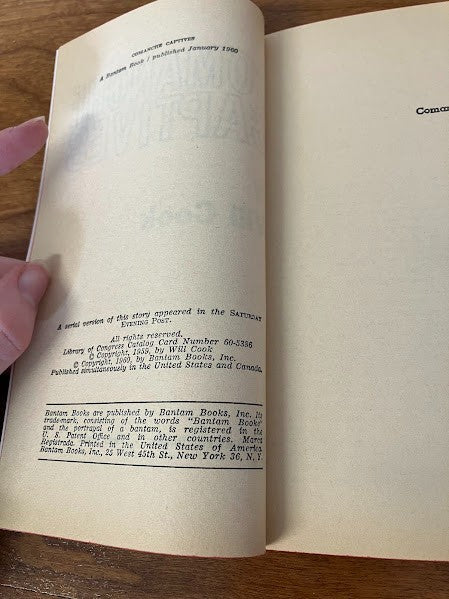 COMANCHE CAPTIVES
A Bantam Book / published January 1960
A serial version of this story appeared in the SATURDAY
EVENING POST.
All rights reserved.
Library of Congress Catalog Card Number 60-5386
© Copyright, 1959, by Will Cook
© Copyright, 1960, by Bantam Books, Inc.
Published simultaneously in the United States and Canada.
Bantam Books are published by Bantam Books, Inc. Its
trade-mark, consisting of the words "Bantam Books"
and the portrayal of a bantam, is registered in the
U. S. Patent Office and in other countries. Marca
Registrada. Printed in the United States of America.
Bantam Books, Inc., 25 West 45th St., New York 36, N. Y.